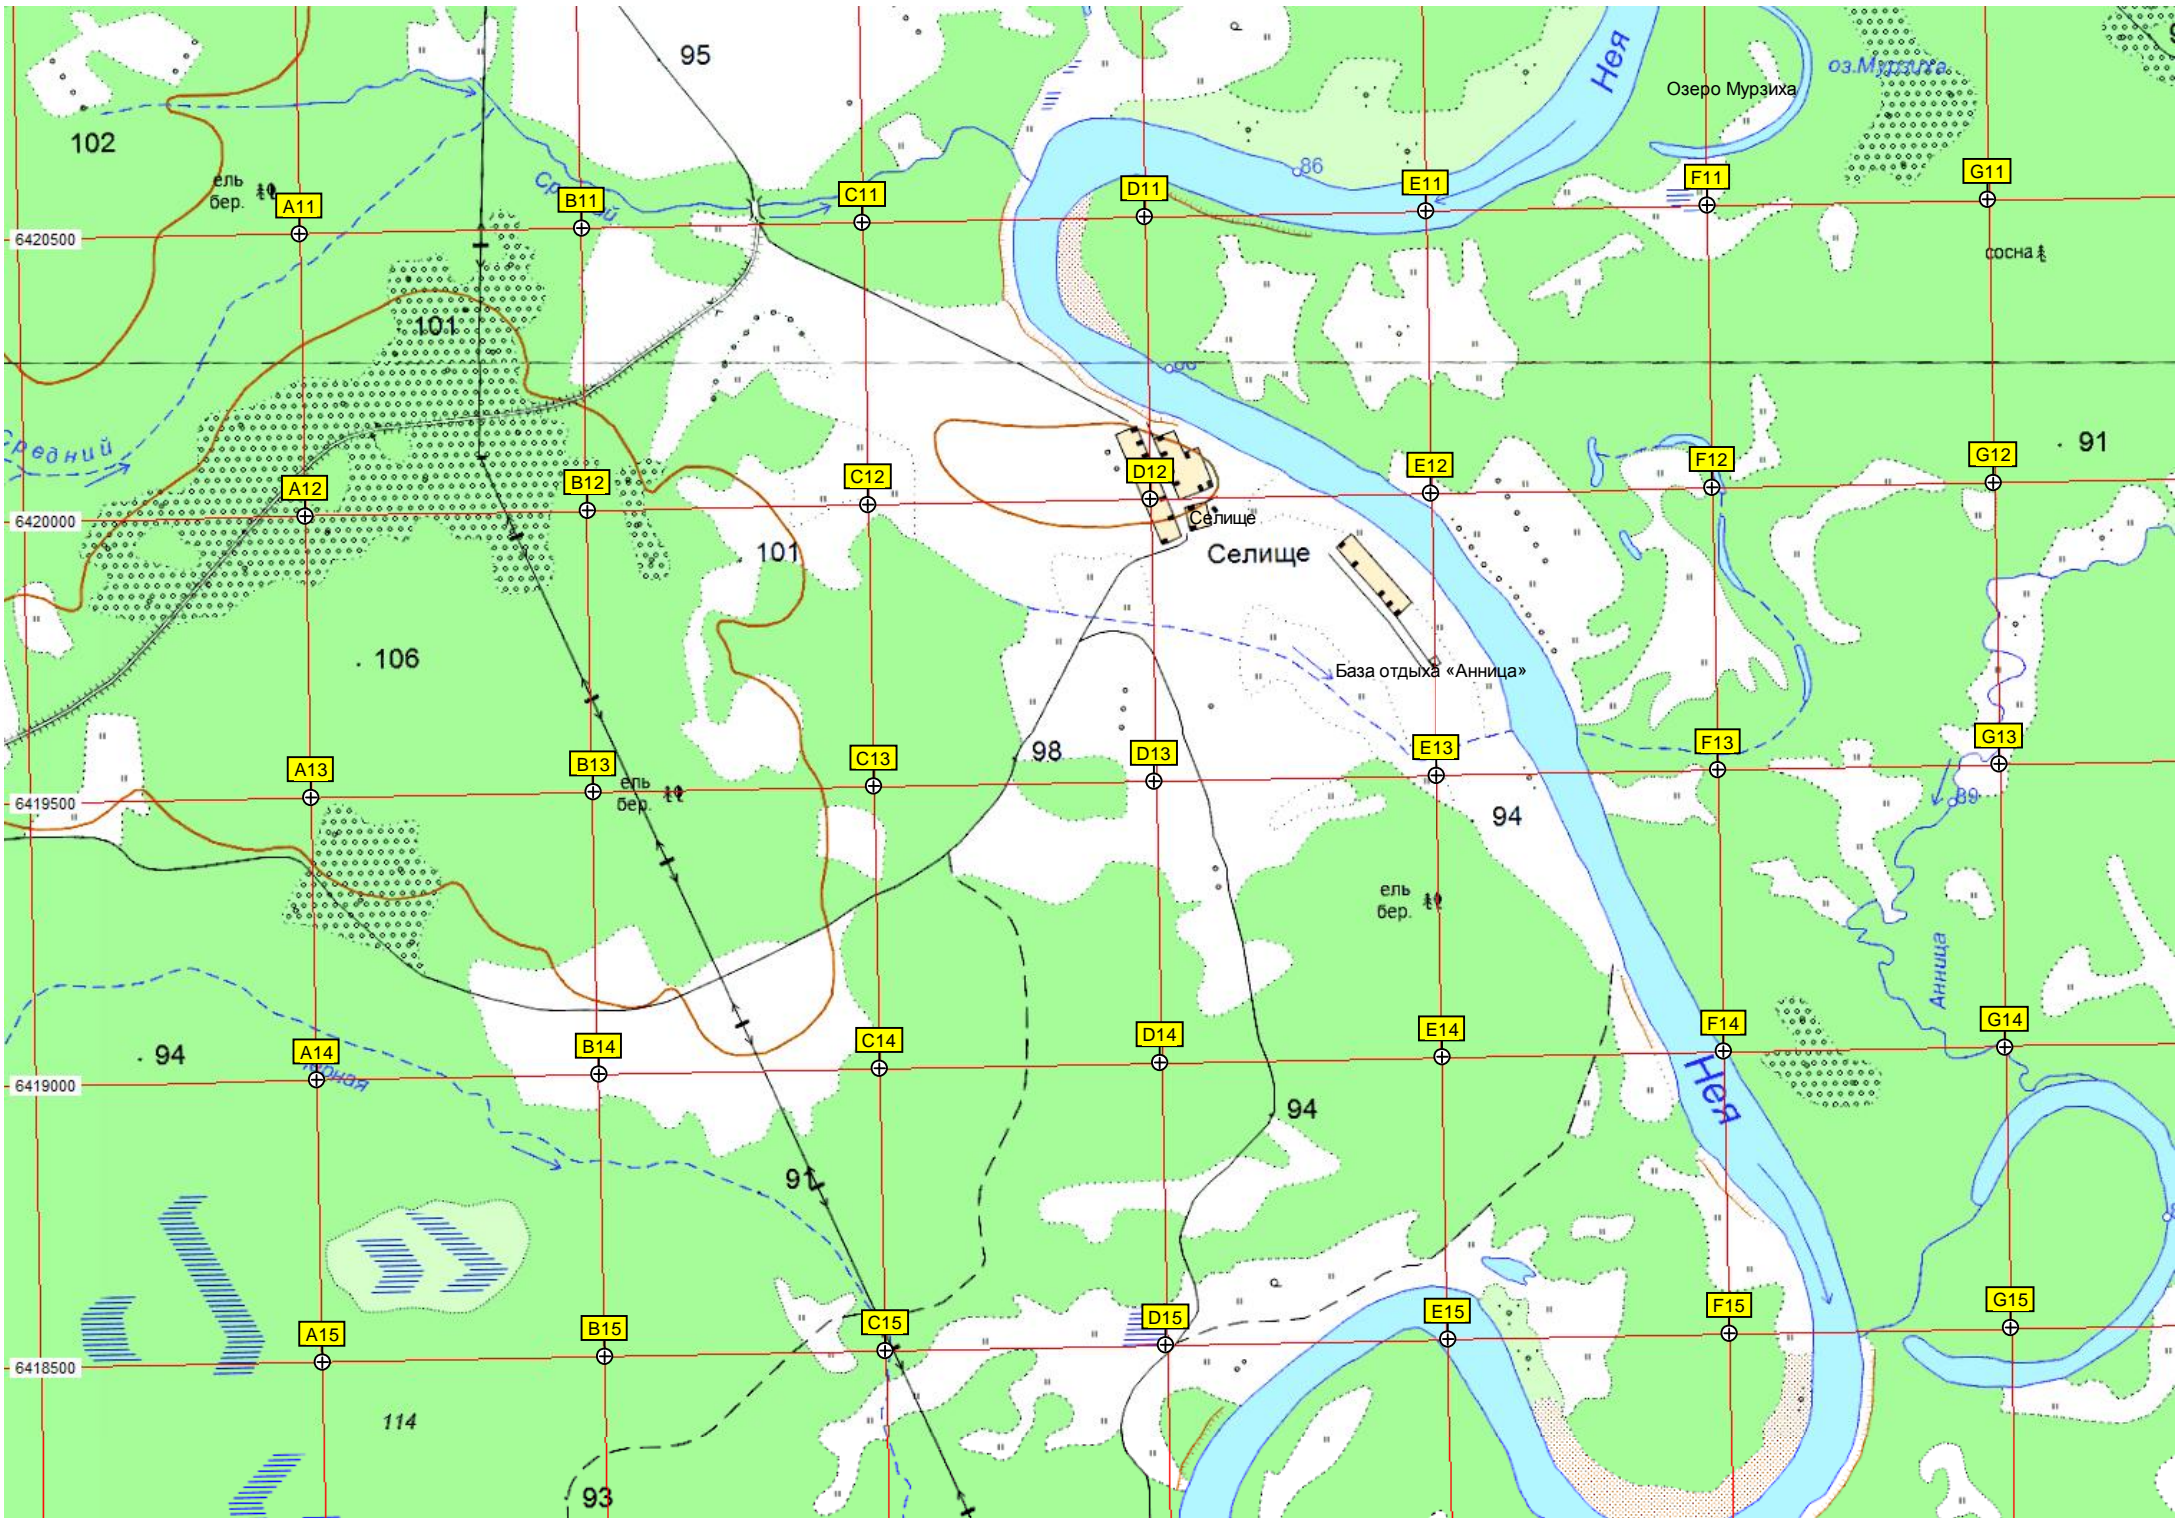 95
Нея
оз.Мурзиха
Озеро Мурзиха
102
86
ель
бер.
A11
B11
C11
D11
E11
F11
G11
6420500
сосна
101
Средний
91
A12
B12
C12
D12
E12
F12
G12
6420000
Селище
Селище
101
106
База отдыха «Анница»
98
A13
B13
C13
D13
E13
F13
G13
ель
бер.
6419500
94
89
ель
бер.
Анница
94
A14
B14
C14
D14
E14
F14
G14
6419000
Нея
94
91
A15
B15
C15
D15
E15
F15
G15
6418500
114
93